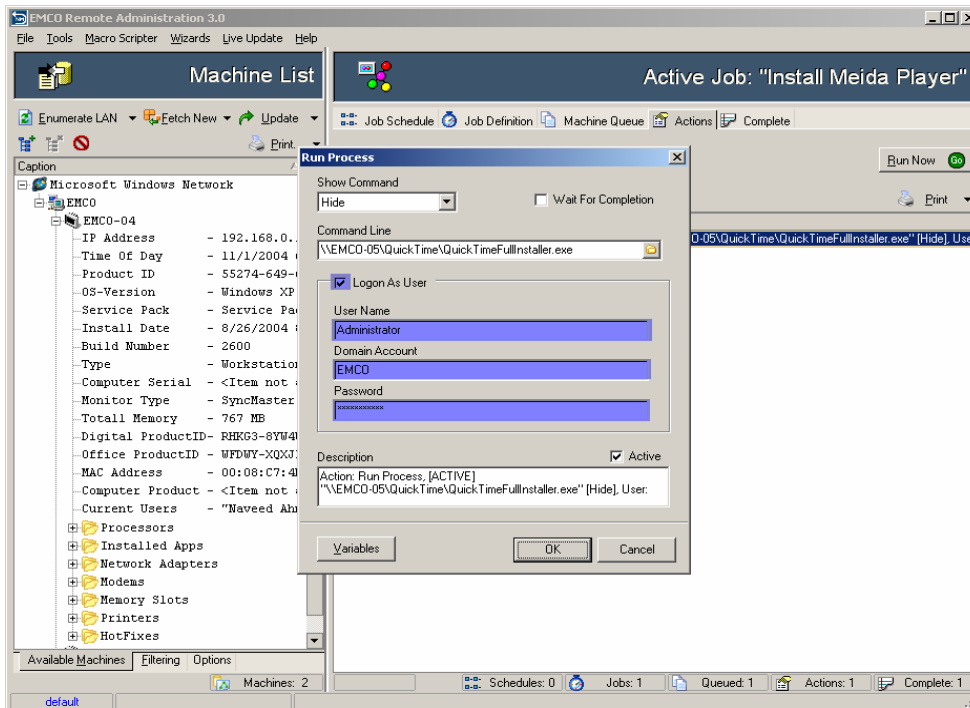 EMCO Remote Administration 3.0
File Tools Macro Scripter Wizards Live Update Help
Machine List
Active Job: "Install Meida Player"
Enumerate LAN Fetch New Update
Job Schedule Job Definition Machine Queue Actions Complete
Print
Run Now Go
Print
Caption
Microsoft Windows Network
EMCO
EMCO-04
IP Address - 192.168.0.
Time Of Day - 11/1/2004
Product ID - 55274-649-
OS-Version - Windows XP
Service Pack - Service Pa
Install Date - 8/26/2004
Build Number - 2600
Type - Workstation
Computer Serial - <Item not
Monitor Type - SyncMaster
Totall Memory - 767 MB
Digital ProductID- RHKG3-8YW4
Office ProductID - WFDWY-XQXJ
MAC Address - 00:08:C7:4
Computer Product - <Item not
Current Users - "Naveed Ah
Processors
Installed Apps
Network Adapters
Modems
Memory Slots
Printers
HotFixes
Available Machines Filtering Options
Machines: 2
default
Run Process
Show Command
Hide
Wait For Completion
Command Line
\\EMCO-05\QuickTime\QuickTimeFullInstaller.exe
Logon As User
User Name
Administrator
Domain Account
EMCO
Password
xxxxxxxxxxx
Description
Active
Action: Run Process, [ACTIVE]
"\\EMCO-05\QuickTime\QuickTimeFullInstaller.exe" [Hide], User:
Variables OK Cancel
O-05\QuickTime\QuickTimeFullInstaller.exe" [Hide], Use
Schedules: 0 Jobs: 1 Queued: 1 Actions: 1 Complete: 1